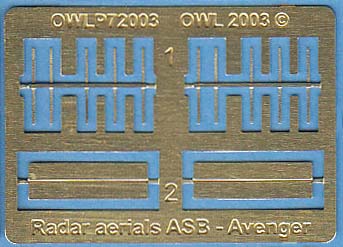 OWLP72003 OWL 2003 ©
1
2
Radar aerials ASB - Avenger